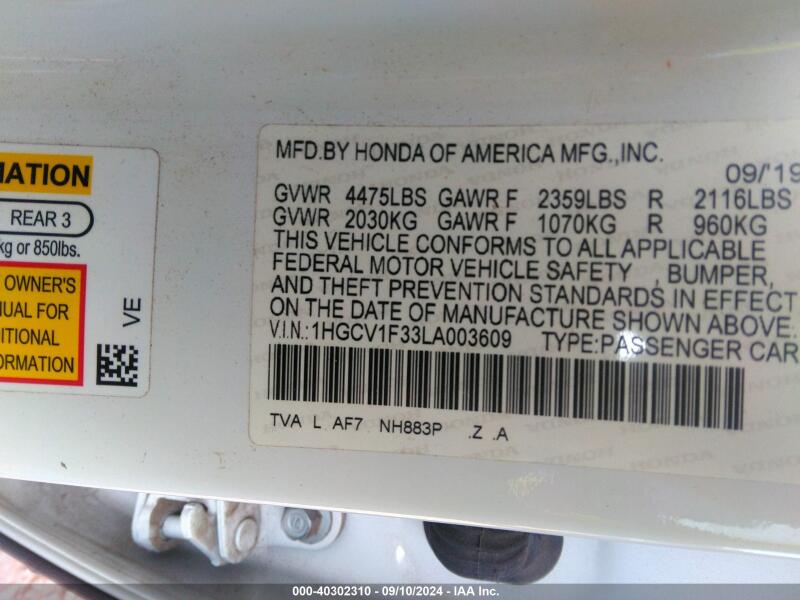 MATION
REAR 3
kg or 850lbs.
OWNER'S
NUAL FOR
DITIONAL
FORMATION
VE
MFD.BY HONDA OF AMERICA MFG.,INC.
09/'19
GVWR 4475LBS GAWR F 2359LBS R 2116LBS
GVWR 2030KG GAWR F 1070KG R 960KG
THIS VEHICLE CONFORMS TO ALL APPLICABLE
FEDERAL MOTOR VEHICLE SAFETY , BUMPER,
AND THEFT PREVENTION STANDARDS IN EFFECT
ON THE DATE OF MANUFACTURE SHOWN ABOVE.
V.I.N.:1HGCV1F33LA003609 TYPE:PASSENGER CAR
TVA L AF7 NH883P .Z .A
000-40302310 - 09/10/2024 - IAA Inc.